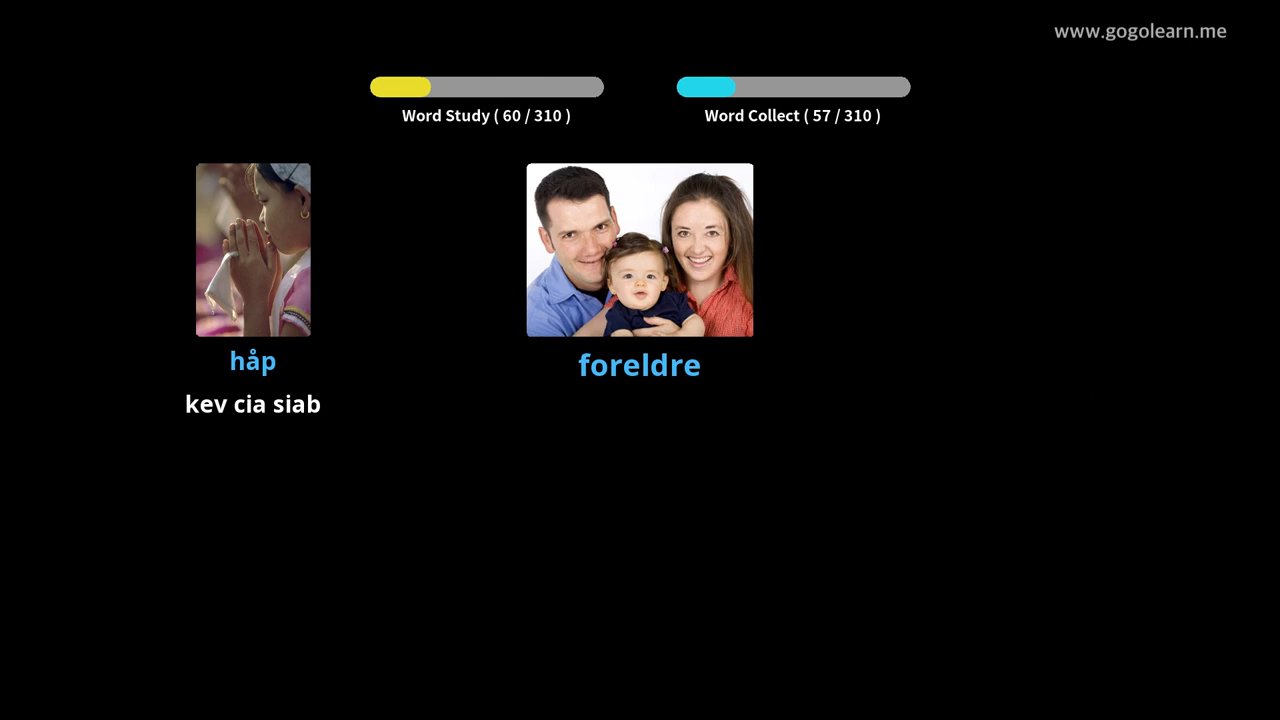 www.gogolearn.me
Word Study ( 60 / 310 )
Word Collect ( 57 / 310 )
håp
kev cia siab
foreldre